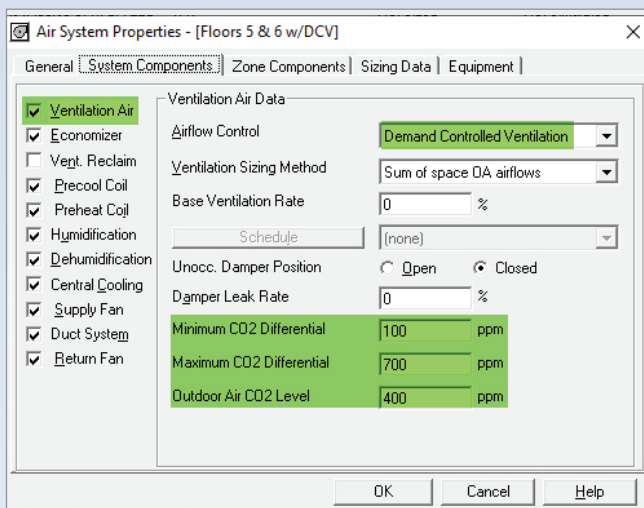 Air System Properties - [Floors 5 & 6 w/DCV]
General System Components Zone Components Sizing Data Equipment
Ventilation Air
Economizer
Vent. Reclaim
Precool Coil
Preheat Coil
Humidification
Dehumidification
Central Cooling
Supply Fan
Duct System
Return Fan
Ventilation Air Data
Airflow Control Demand Controlled Ventilation
Ventilation Sizing Method Sum of space OA airflows
Base Ventilation Rate 0 %
Schedule (none)
Unocc. Damper Position Open Closed
Damper Leak Rate 0 %
Minimum CO2 Differential 100 ppm
Maximum CO2 Differential 700 ppm
Outdoor Air CO2 Level 400 ppm
OK Cancel Help